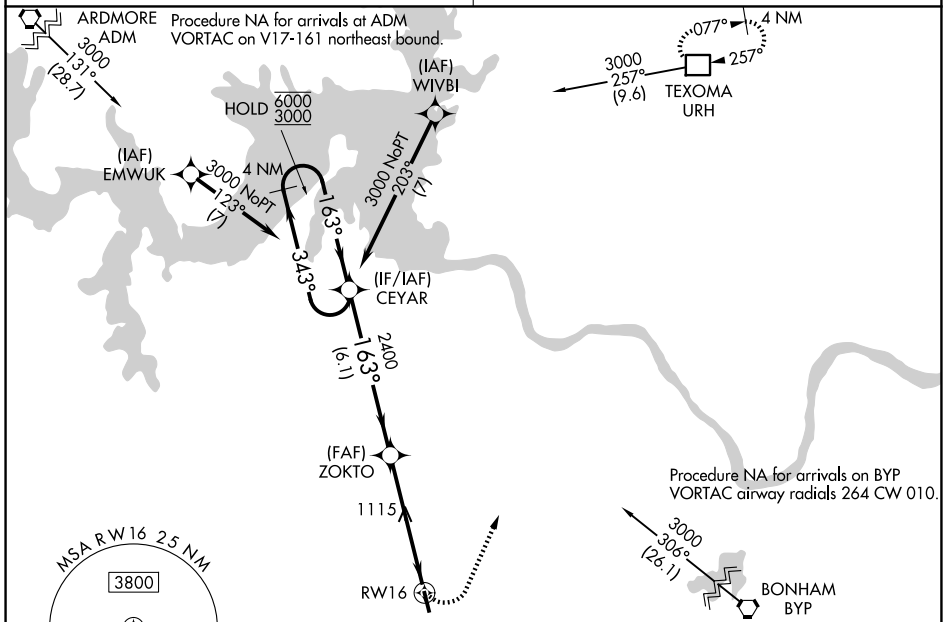 ARDMORE
ADM
Procedure NA for arrivals at ADM
VORTAC on V17-161 northeast bound.
3000
131°
(28.7)
077°
4 NM
257°
3000
257°
(9.6)
TEXOMA
URH
(IAF)
WIVBI
HOLD 6000
3000
(IAF)
EMWUK
4 NM
3000 NoPT
123°
(7)
3000 NoPT
203°
(7)
163°
343°
(IF/IAF)
CEYAR
2400
163°
(6.1)
(FAF)
ZOKTO
1115
Procedure NA for arrivals on BYP
VORTAC airway radials 264 CW 010.
3000
306°
(26.1)
MSA RW16 25 NM
3800
RW16
BONHAM
BYP